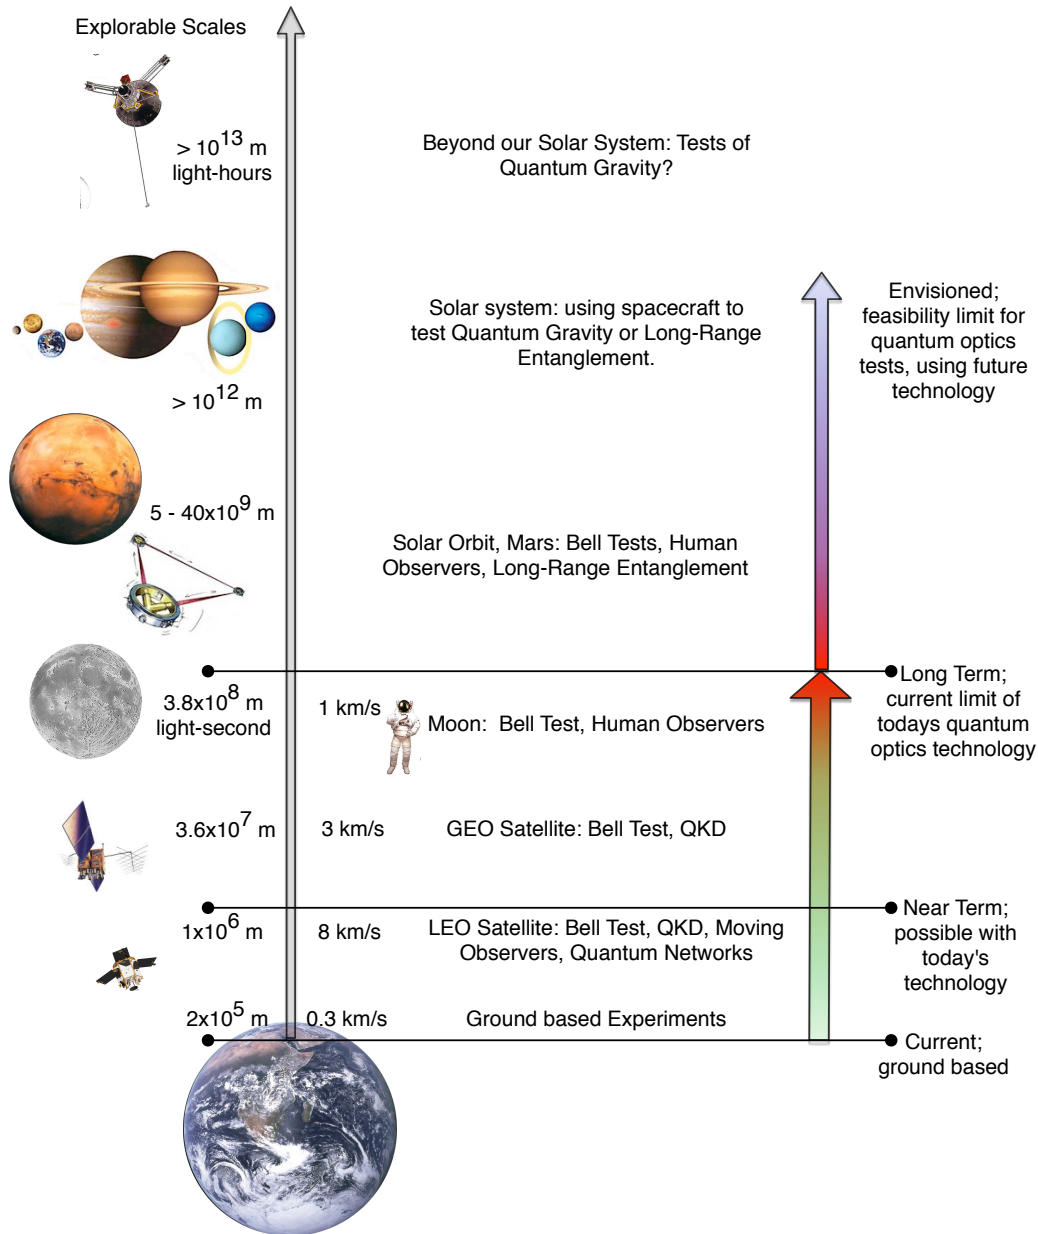 Explorable Scales
> 10^13 m
light-hours
Beyond our Solar System: Tests of
Quantum Gravity?
> 10^12 m
Solar system: using spacecraft to
test Quantum Gravity or Long-Range
Entanglement.
Envisioned;
feasibility limit for
quantum optics
tests, using future
technology
5 - 40x10^9 m
Solar Orbit, Mars: Bell Tests, Human
Observers, Long-Range Entanglement
3.8x10^8 m
light-second
1 km/s
Moon:  Bell Test, Human Observers
Long Term;
current limit of
todays quantum
optics technology
3.6x10^7 m
3 km/s
GEO Satellite: Bell Test, QKD
1x10^6 m
8 km/s
LEO Satellite: Bell Test, QKD, Moving
Observers, Quantum Networks
Near Term;
possible with
today's
technology
2x10^5 m
0.3 km/s
Ground based Experiments
Current;
ground based